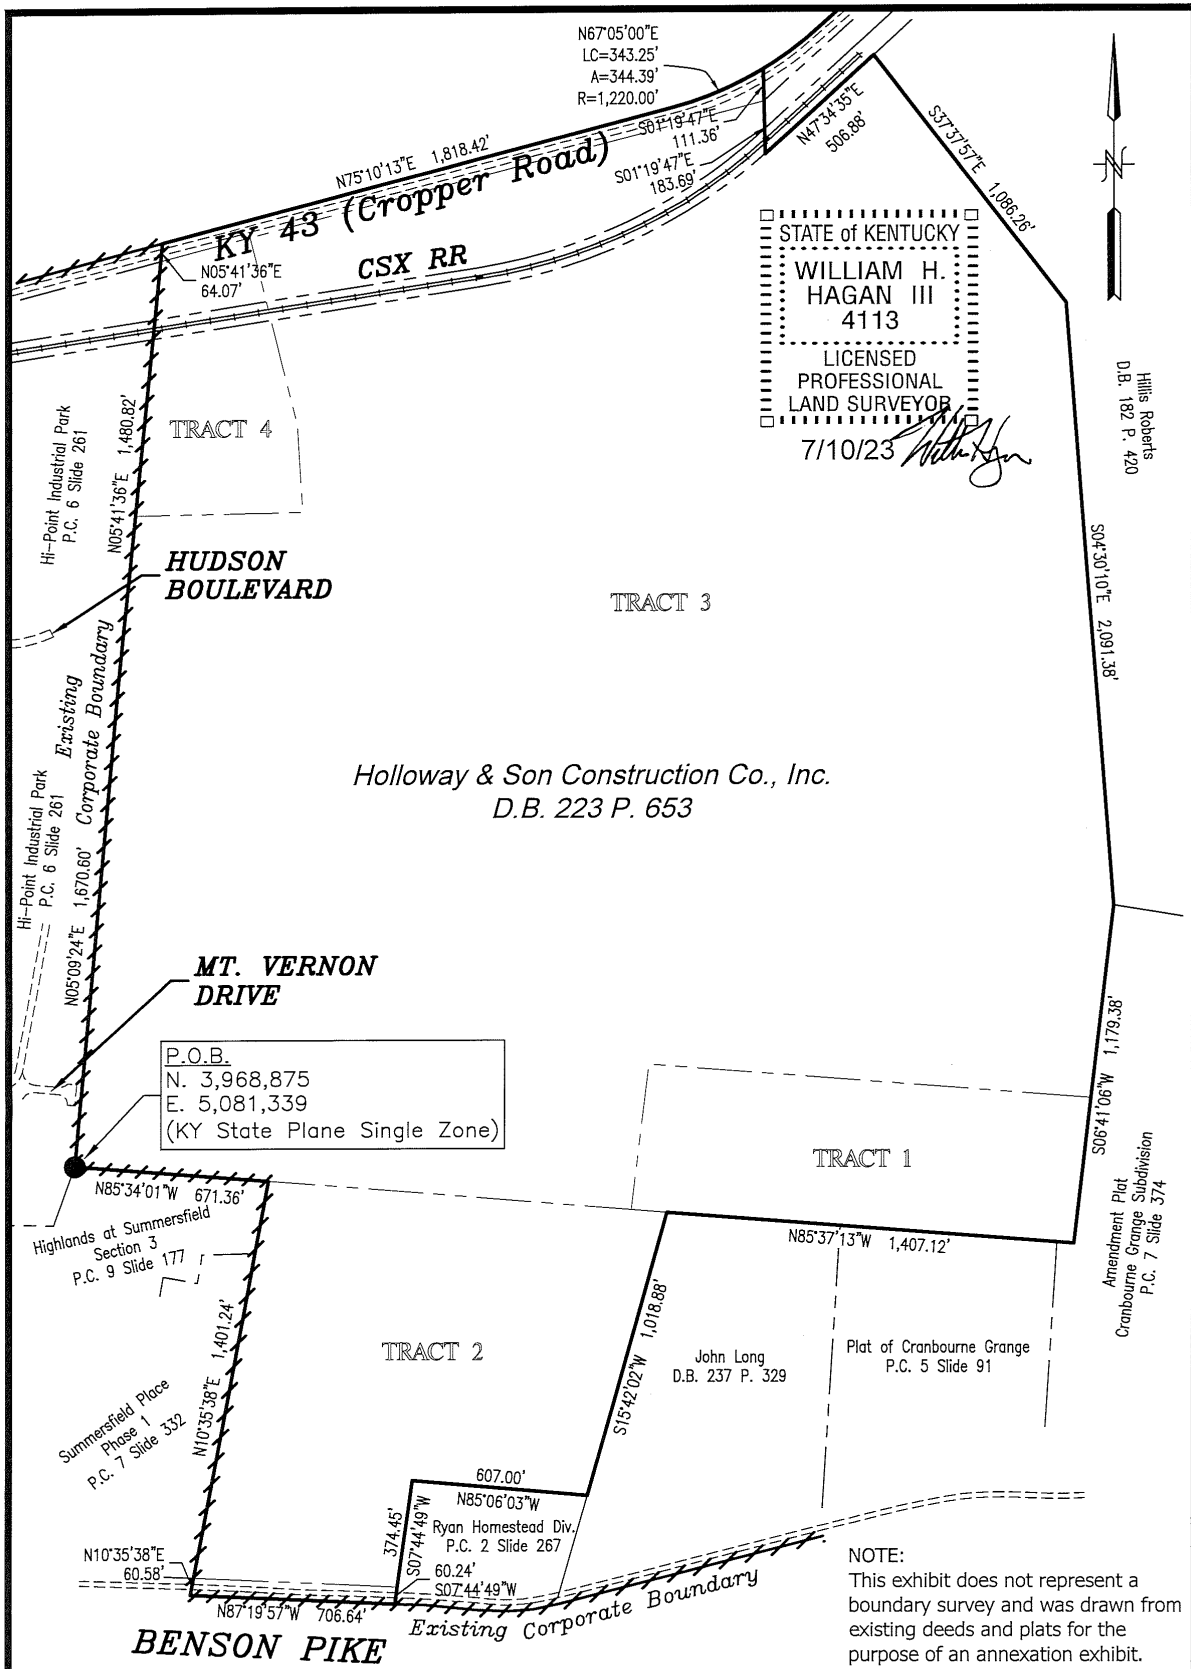 N67°05'00"E
LC=343.25'
A=344.39'
R=1,220.00'
S01°19'47"E
111.36'
S01°19'47"E
183.69'
N47°34'35"E
506.88'
S37°37'57"E 1,086.26'
N75°10'13"E 1,818.42'
KY 43 (Cropper Road)
CSX RR
N05°41'36"E
64.07'
STATE of KENTUCKY
WILLIAM H.
HAGAN III
4113
LICENSED
PROFESSIONAL
LAND SURVEYOR
7/10/23
N
Hillis Roberts
D.B. 182 P. 420
TRACT 4
Hi-Point Industrial Park
P.C. 6 Slide 261
N05°41'36"E 1,480.82'
HUDSON
BOULEVARD
TRACT 3
S04°30'10"E 2,091.38'
Existing
Corporate Boundary
Holloway & Son Construction Co., Inc.
D.B. 223 P. 653
Hi-Point Industrial Park
P.C. 6 Slide 261
N05°09'24"E 1,670.60'
MT. VERNON
DRIVE
P.O.B.
N. 3,968,875
E. 5,081,339
(KY State Plane Single Zone)
S06°41'06"W 1,179.38'
TRACT 1
Amendment Plat
Cranbourne Grange Subdivision
P.C. 7 Slide 374
N85°34'01"W 671.36'
Highlands at Summersfield
Section 3
P.C. 9 Slide 177
N85°37'13"W 1,407.12'
S15°42'02"W 1,018.88'
TRACT 2
John Long
D.B. 237 P. 329
Plat of Cranbourne Grange
P.C. 5 Slide 91
N10°35'38"E 1,401.24'
Summersfield Place
Phase 1
P.C. 7 Slide 332
607.00'
N85°06'03"W
374.45'
S07°44'49"W
Ryan Homestead Div.
P.C. 2 Slide 267
60.24'
S07°44'49"W
N10°35'38"E
60.58'
N87°19'57"W 706.64'
Existing Corporate Boundary
BENSON PIKE
NOTE:
This exhibit does not represent a
boundary survey and was drawn from
existing deeds and plats for the
purpose of an annexation exhibit.